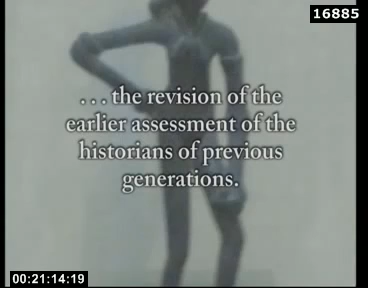 16885
...the revision of the
earlier assessment of the
historians of previous
generations.
00:21:14:19